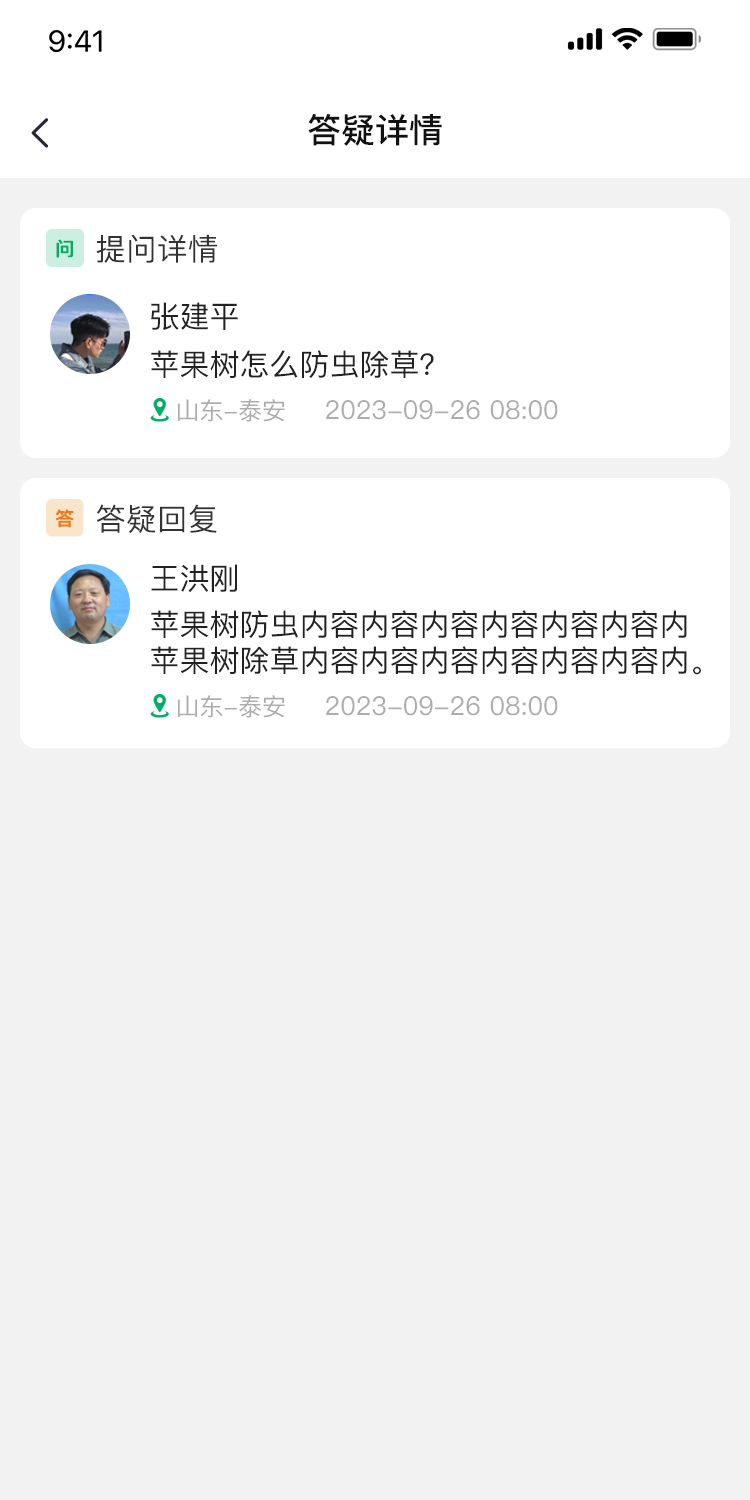 9:41
答疑详情
问 提问详情
张建平
苹果树怎么防虫除草？
山东-泰安 2023-09-26 08:00
答 答疑回复
王洪刚
苹果树防虫内容内容内容内容内容内容内
苹果树除草内容内容内容内容内容内容内。
山东-泰安 2023-09-26 08:00